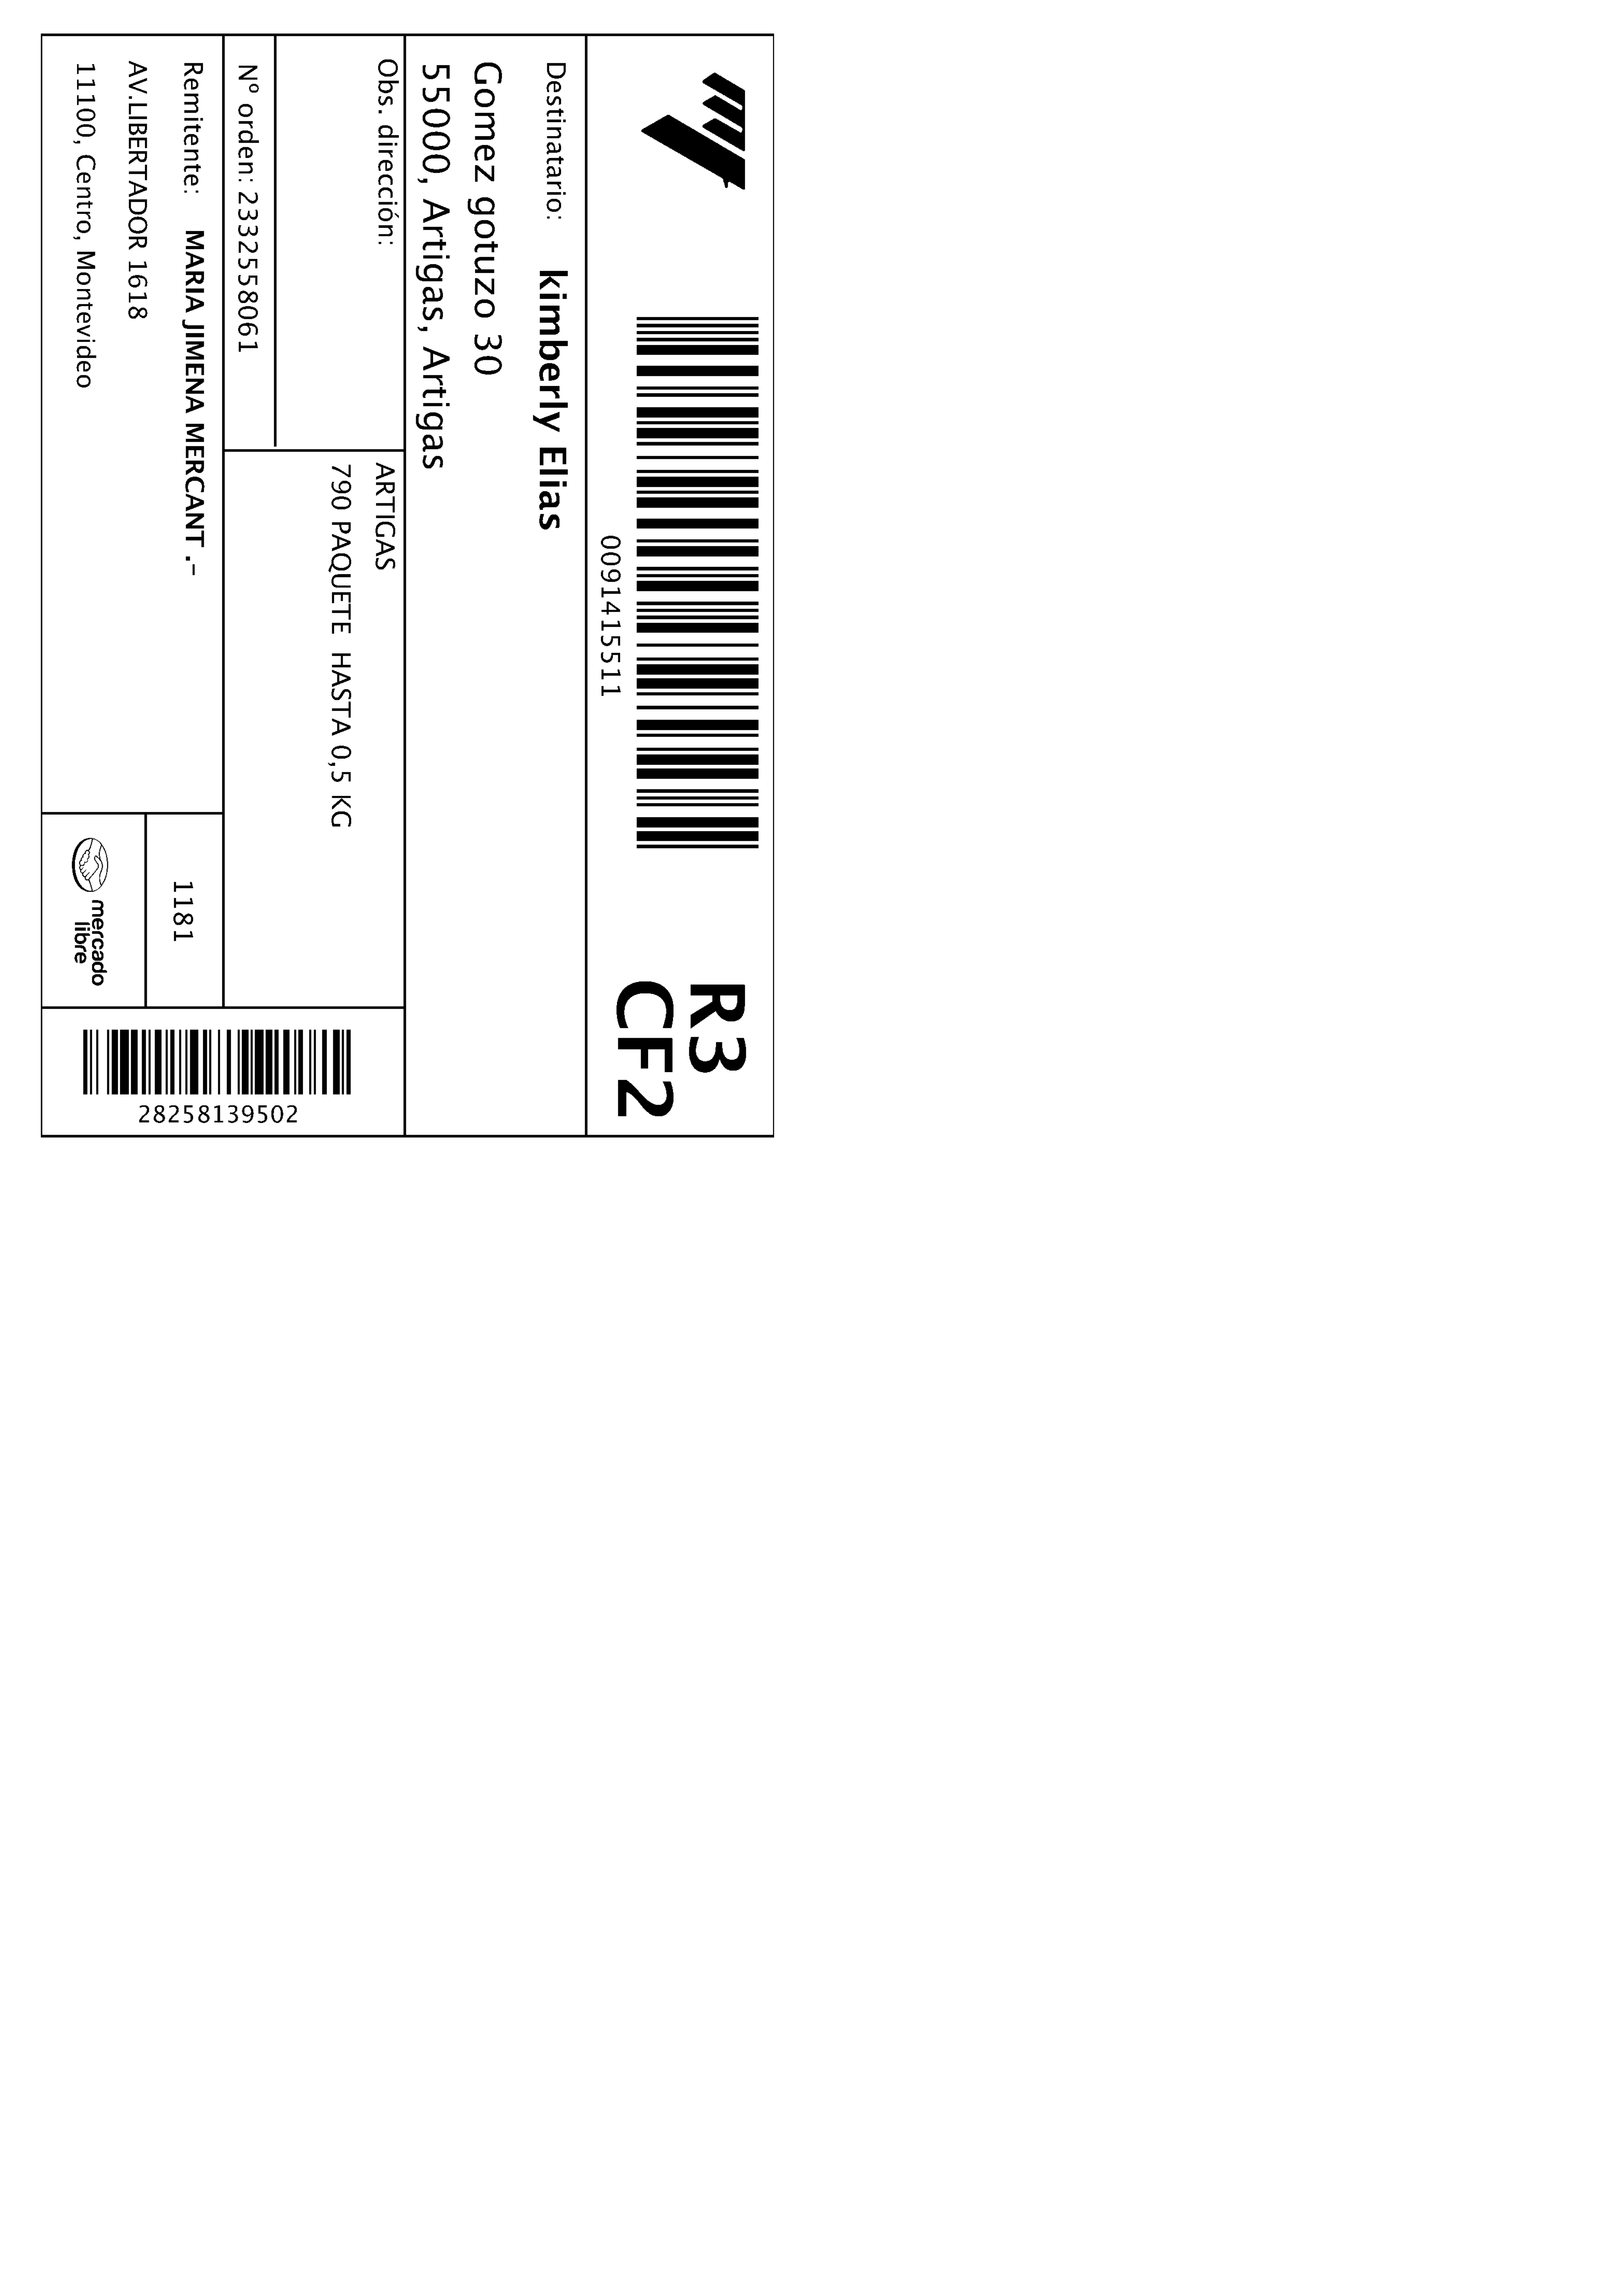 R3
CF2
0091415511
Destinatario: kimberly Elias
Gomez gotuzo 30
55000, Artigas, Artigas
Obs. dirección:
ARTIGAS
790 PAQUETE HASTA 0,5 KG
Nº orden: 2332558061
Remitente: MARIA JIMENA MERCANT .-
AV.LIBERTADOR 1618
11100, Centro, Montevideo
1181
mercado
libre
28258139502